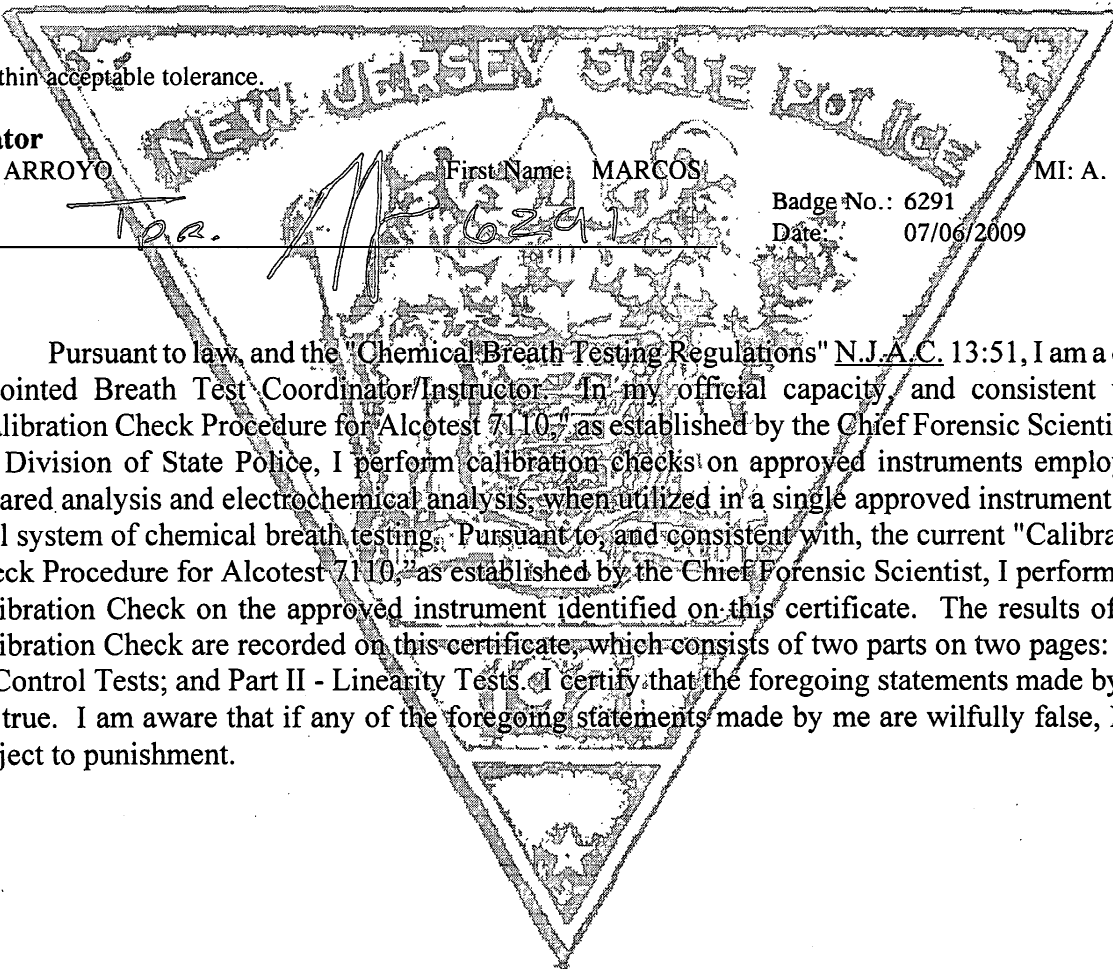 NEW JERSEY STATE POLICE
thin acceptable tolerance.
ator
ARROYO First Name: MARCOS MI: A.
Badge No.: 6291
Tpr. 6291
Date: 07/06/2009
Pursuant to law, and the "Chemical Breath Testing Regulations" N.J.A.C. 13:51, I am a
ointed Breath Test Coordinator/Instructor. In my official capacity, and consistent
alibration Check Procedure for Alcotest 7110," as established by the Chief Forensic Scienti
Division of State Police, I perform calibration checks on approved instruments emplo
ared analysis and electrochemical analysis, when utilized in a single approved instrument
l system of chemical breath testing. Pursuant to, and consistent with, the current "Calibra
eck Procedure for Alcotest 7110," as established by the Chief Forensic Scientist, I perform
libration Check on the approved instrument identified on this certificate. The results of
libration Check are recorded on this certificate, which consists of two parts on two pages:
Control Tests; and Part II - Linearity Tests. I certify that the foregoing statements made by
true. I am aware that if any of the foregoing statements made by me are wilfully false, I
ject to punishment.